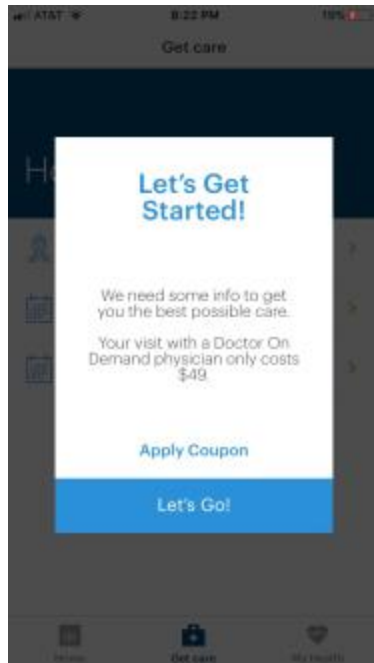 AT&T 8:22 PM
Get care
Let's Get
Started!
We need some info to get
you the best possible care.
Your visit with a Doctor On
Demand physician only costs
$49.
Apply Coupon
Let's Go!
Home Get care My Health